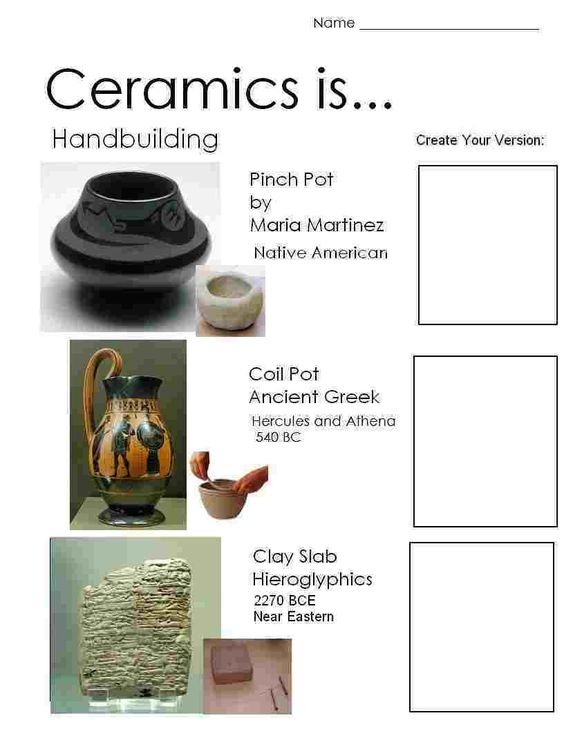 Name
Ceramics is...
Handbuilding
Create Your Version:
Pinch Pot
by
Maria Martinez
Native American
Coil Pot
Ancient Greek
Hercules and Athena
540 BC
Clay Slab
Hieroglyphics
2270 BCE
Near Eastern